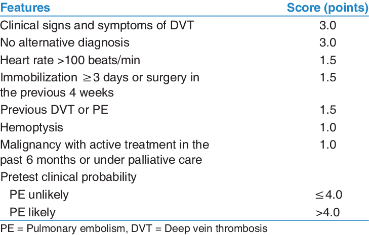 Features Score (points)
Clinical signs and symptoms of DVT 3.0
No alternative diagnosis 3.0
Heart rate >100 beats/min 1.5
Immobilization ≥3 days or surgery in 1.5
the previous 4 weeks
Previous DVT or PE 1.5
Hemoptysis 1.0
Malignancy with active treatment in the 1.0
past 6 months or under palliative care
Pretest clinical probability
PE unlikely ≤4.0
PE likely >4.0
PE = Pulmonary embolism, DVT = Deep vein thrombosis